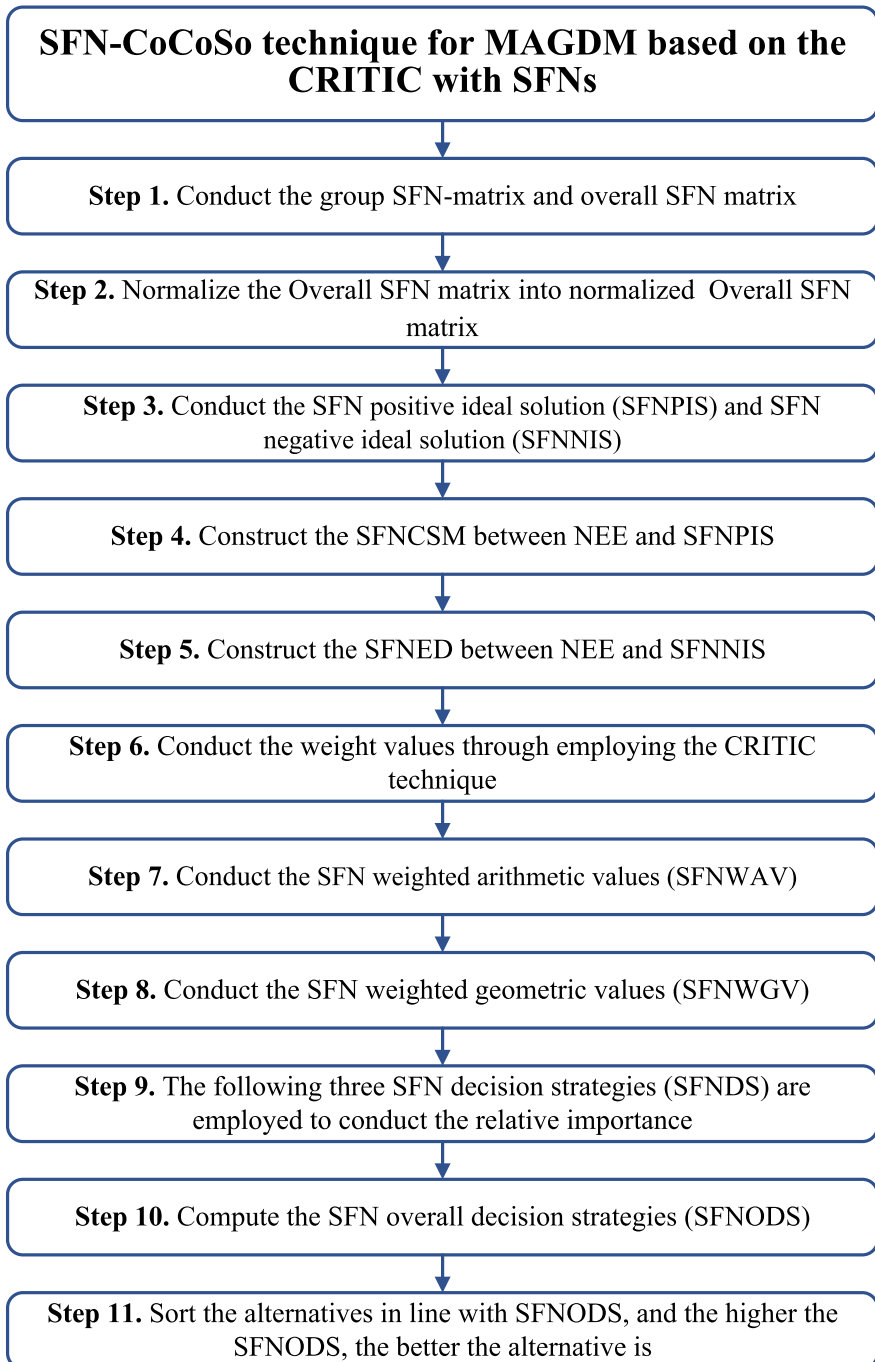 SFN-CoCoSo technique for MAGDM based on the
CRITIC with SFNs
Step 1. Conduct the group SFN-matrix and overall SFN matrix
Step 2. Normalize the Overall SFN matrix into normalized Overall SFN
matrix
Step 3. Conduct the SFN positive ideal solution (SFNPIS) and SFN
negative ideal solution (SFNNIS)
Step 4. Construct the SFNCSM between NEE and SFNPIS
Step 5. Construct the SFNED between NEE and SFNNIS
Step 6. Conduct the weight values through employing the CRITIC
technique
Step 7. Conduct the SFN weighted arithmetic values (SFNWAV)
Step 8. Conduct the SFN weighted geometric values (SFNWGV)
Step 9. The following three SFN decision strategies (SFNDS) are
employed to conduct the relative importance
Step 10. Compute the SFN overall decision strategies (SFNODS)
Step 11. Sort the alternatives in line with SFNODS, and the higher the
SFNODS, the better the alternative is